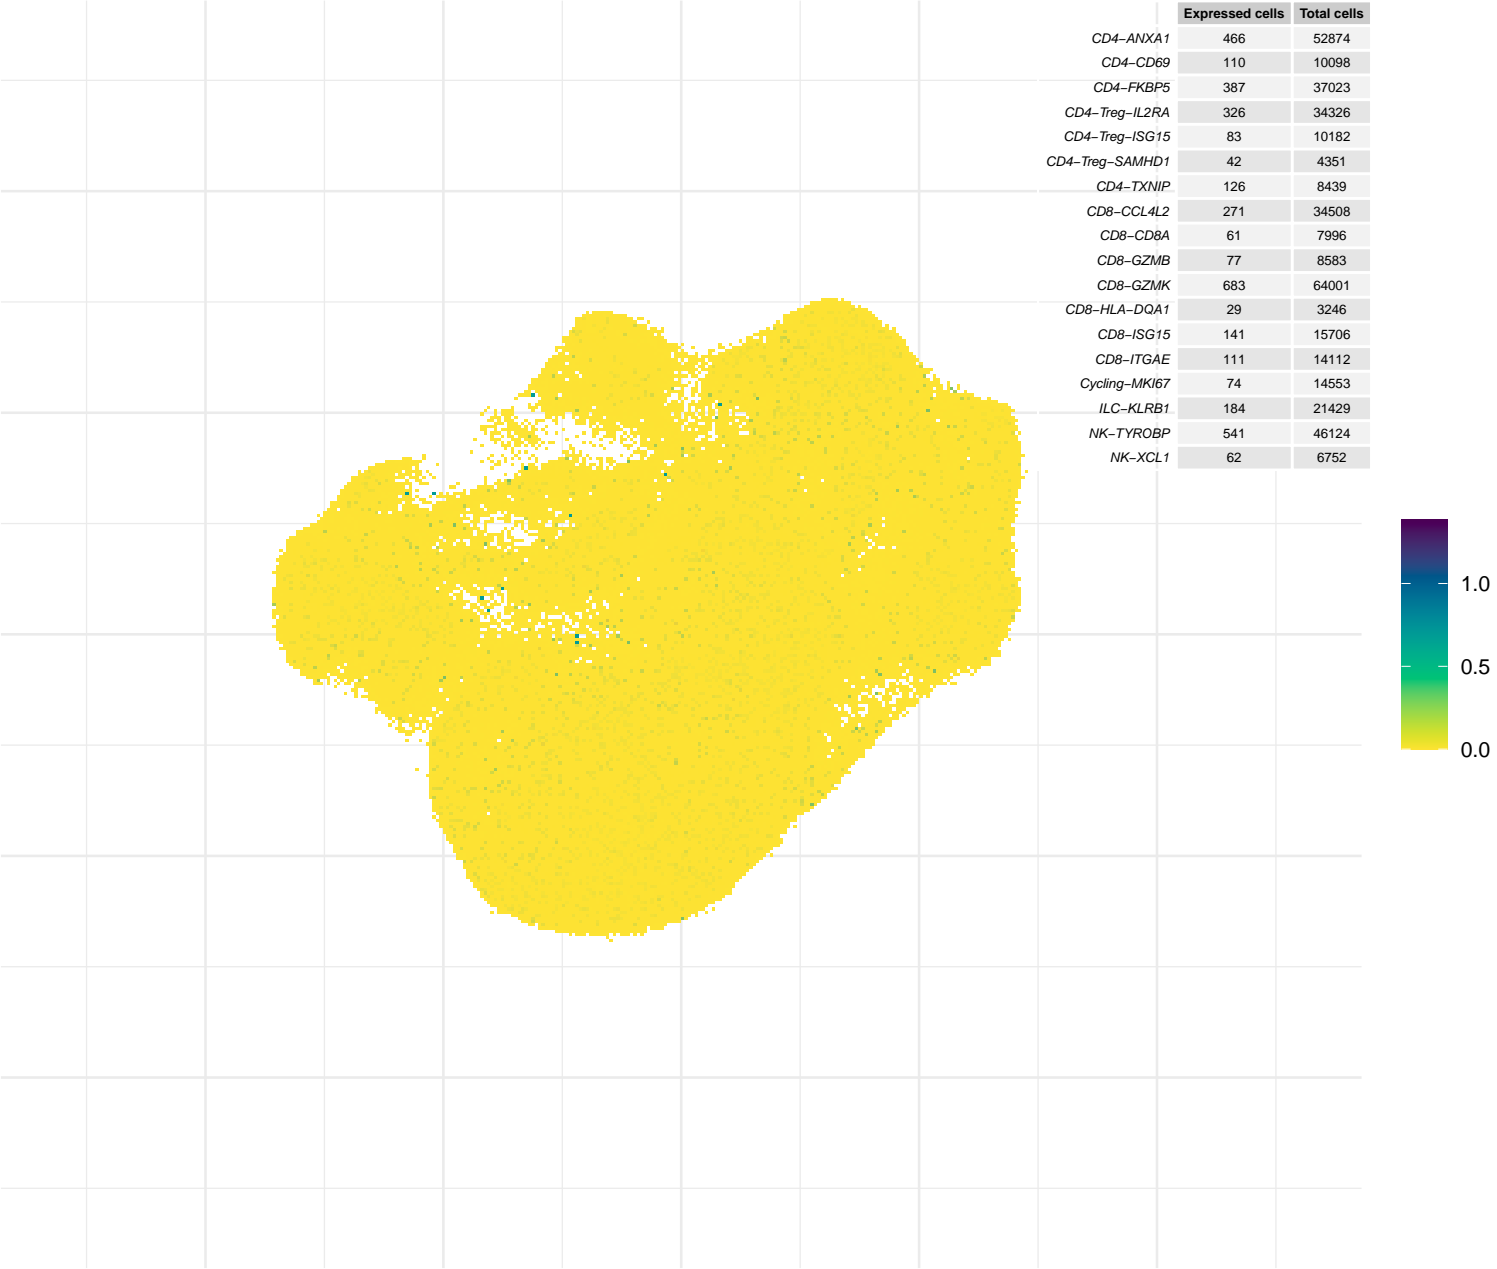 Expressed cells Total cells
CD4−ANXA1 466 52874
CD4−CD69 110 10098
CD4−FKBP5 387 37023
CD4−Treg−IL2RA 326 34326
CD4−Treg−ISG15 83 10182
CD4−Treg−SAMHD1 42 4351
CD4−TXNIP 126 8439
CD8−CCL4L2 271 34508
CD8−CD8A 61 7996
CD8−GZMB 77 8583
CD8−GZMK 683 64001
CD8−HLA−DQA1 29 3246
CD8−ISG15 141 15706
CD8−ITGAE 111 14112
Cycling−MKI67 74 14553
ILC−KLRB1 184 21429
NK−TYROBP 541 46124
NK−XCL1 62 6752
1.0
0.5
0.0